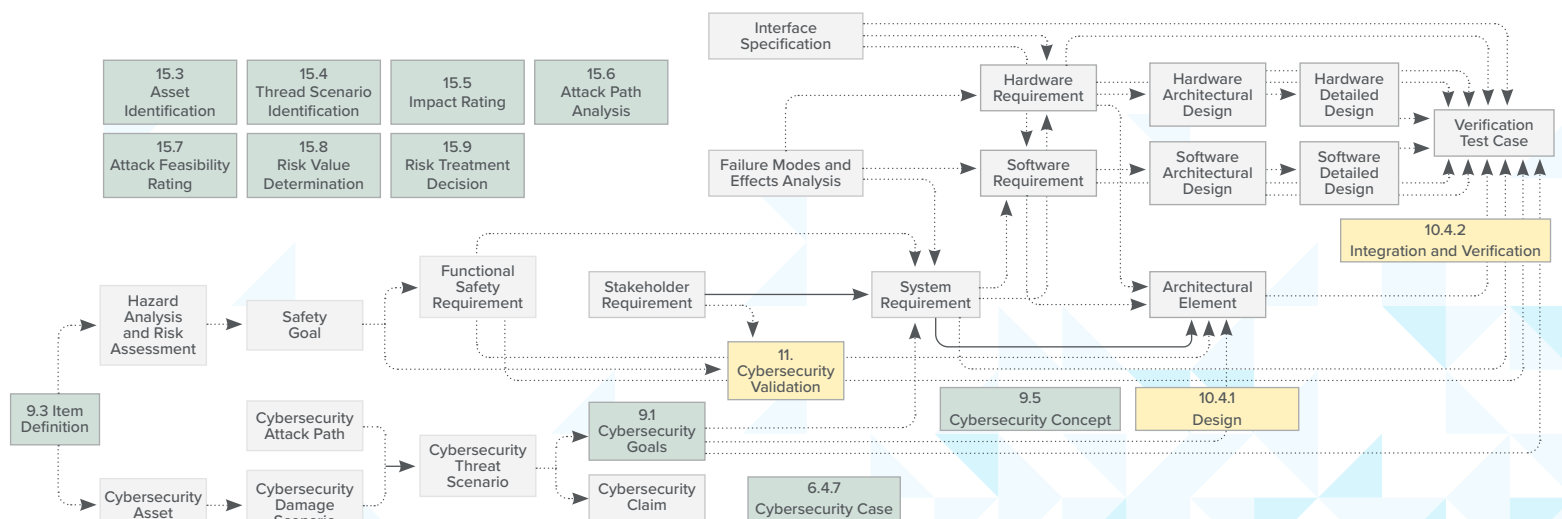 Interface
Specification
15.3
Asset
Identification
15.4
Thread Scenario
Identification
15.5
Impact Rating
15.6
Attack Path
Analysis
15.7
Attack Feasibility
Rating
15.8
Risk Value
Determination
15.9
Risk Treatment
Decision
Hardware
Requirement
Hardware
Architectural
Design
Hardware
Detailed
Design
Verification
Test Case
Failure Modes and
Effects Analysis
Software
Requirement
Software
Architectural
Design
Software
Detailed
Design
10.4.2
Integration and Verification
Hazard
Analysis
and Risk
Assessment
Safety
Goal
Functional
Safety
Requirement
Stakeholder
Requirement
System
Requirement
Architectural
Element
11.
Cybersecurity
Validation
9.3 Item
Definition
Cybersecurity
Attack Path
Cybersecurity
Threat
Scenario
9.1
Cybersecurity
Goals
9.5
Cybersecurity Concept
10.4.1
Design
Cybersecurity
Asset
Cybersecurity
Damage
Scenario
Cybersecurity
Claim
6.4.7
Cybersecurity Case